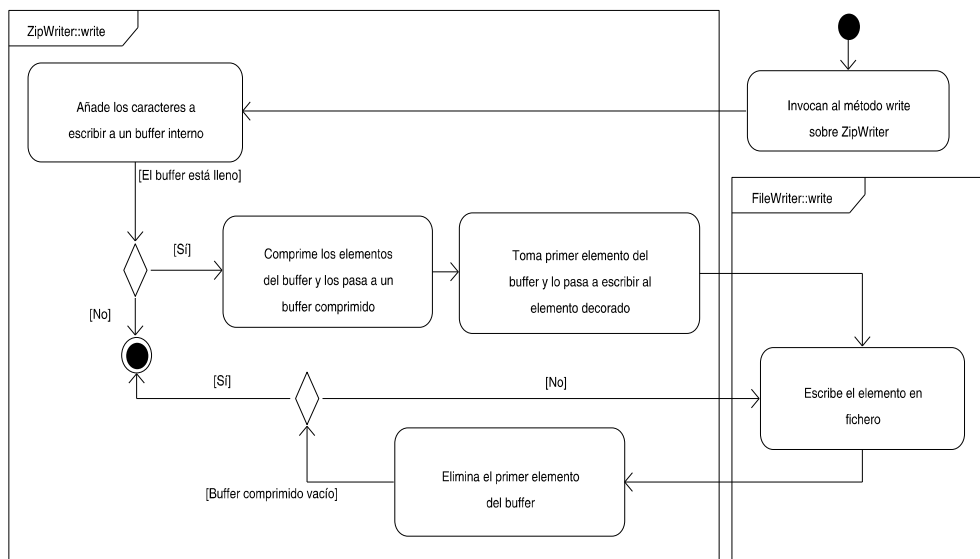 ZipWriter::write
Añade los caracteres a
escribir a un buffer interno
Invocan al método write
sobre ZipWriter
[El buffer está lleno]
FileWriter::write
[Sí]
Comprime los elementos
del buffer y los pasa a un
buffer comprimido
Toma primer elemento del
buffer y lo pasa a escribir al
elemento decorado
[No]
[Sí]
[No]
Escribe el elemento en
fichero
Elimina el primer elemento
del buffer
[Buffer comprimido vacío]